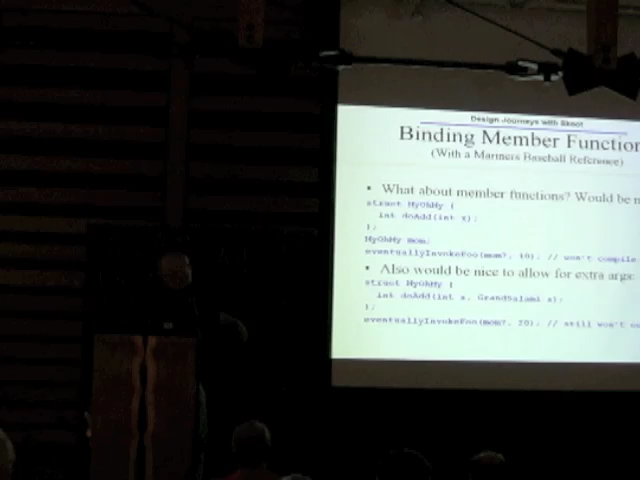 Design Journeys with Skoot
Binding Member Function
(With a Mariners Baseball Reference)
• What about member functions? Would be n
struct MyOhMy {
int doAdd(int x);
};
MyOhMy mom;
eventuallyInvokeFoo(mom?, 10); // won't compile
• Also would be nice to allow for extra args
struct MyOhMy {
int doAdd(int x, GrandSalami s);
};
eventuallyInvokeFoo(mom?, 20); // still won't co